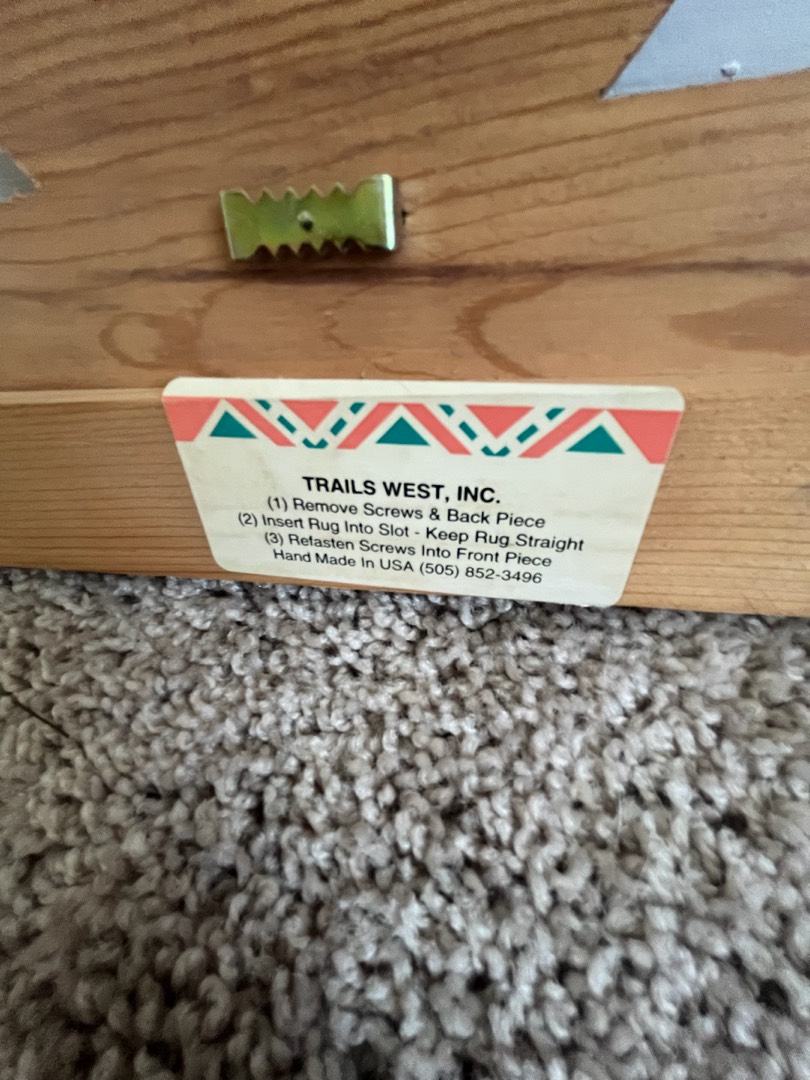 TRAILS WEST, INC.
(1) Remove Screws & Back Piece
(2) Insert Rug Into Slot - Keep Rug Straight
(3) Refasten Screws Into Front Piece
Hand Made In USA (505) 852-3496